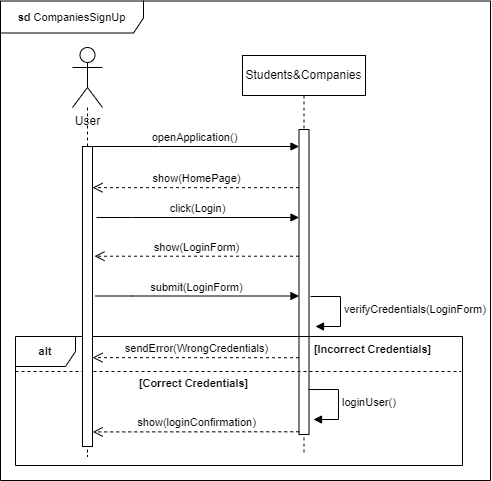 sd CompaniesSignUp
Students&Companies
User
openApplication()
show(HomePage)
click(Login)
show(LoginForm)
submit(LoginForm)
verifyCredentials(LoginForm)
alt
sendError(WrongCredentials)
[Incorrect Credentials]
[Correct Credentials]
loginUser()
show(loginConfirmation)